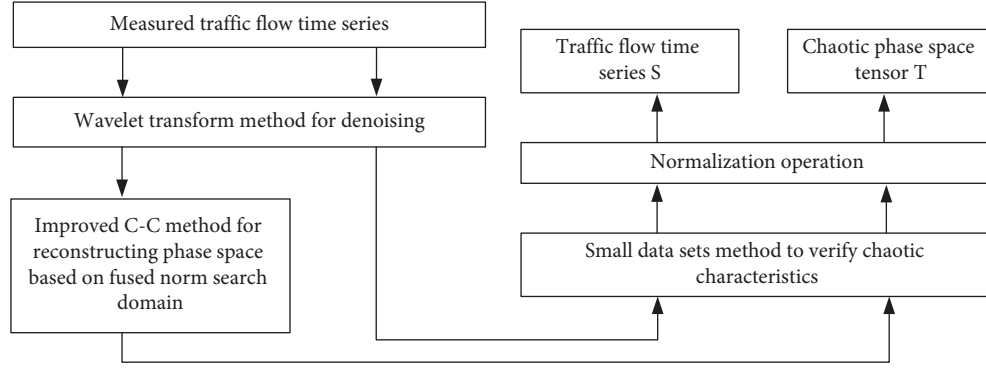 Measured traffic flow time series
Wavelet transform method for denoising
Improved C-C method for
reconstructing phase space
based on fused norm search
domain
Traffic flow time
series S
Chaotic phase space
tensor T
Normalization operation
Small data sets method to verify chaotic
characteristics